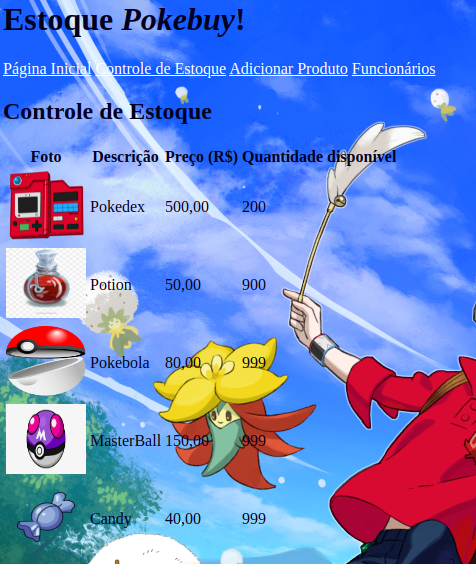 Estoque Pokebuy!
Página Inicial Controle de Estoque Adicionar Produto Funcionários
Controle de Estoque
Foto Descrição Preço (R$) Quantidade disponível
Pokedex 500,00 200
Potion 50,00 900
Pokebola 80,00 999
M
MasterBall 150,00 999
Candy 40,00 999